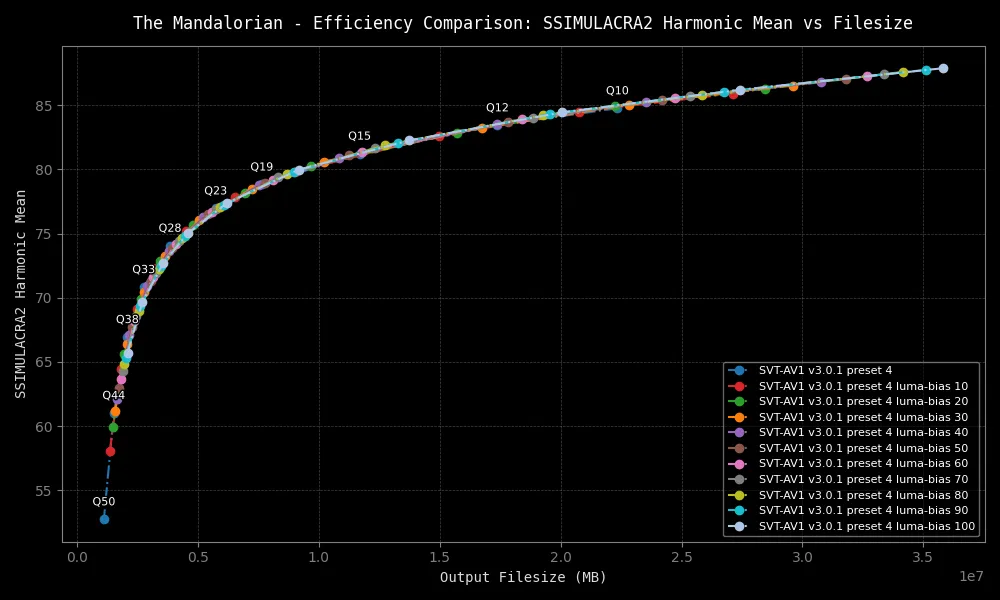 The Mandalorian - Efficiency Comparison: SSIMULACRA2 Harmonic Mean vs Filesize
SSIMULACRA2 Harmonic Mean
85
80
75
70
65
60
55
Q10
Q12
Q15
Q19
Q23
Q28
Q33
Q38
Q44
Q50
SVT-AV1 v3.0.1 preset 4
SVT-AV1 v3.0.1 preset 4 luma-bias 10
SVT-AV1 v3.0.1 preset 4 luma-bias 20
SVT-AV1 v3.0.1 preset 4 luma-bias 30
SVT-AV1 v3.0.1 preset 4 luma-bias 40
SVT-AV1 v3.0.1 preset 4 luma-bias 50
SVT-AV1 v3.0.1 preset 4 luma-bias 60
SVT-AV1 v3.0.1 preset 4 luma-bias 70
SVT-AV1 v3.0.1 preset 4 luma-bias 80
SVT-AV1 v3.0.1 preset 4 luma-bias 90
SVT-AV1 v3.0.1 preset 4 luma-bias 100
0.0 0.5 1.0 1.5 2.0 2.5 3.0 3.5
1e7
Output Filesize (MB)